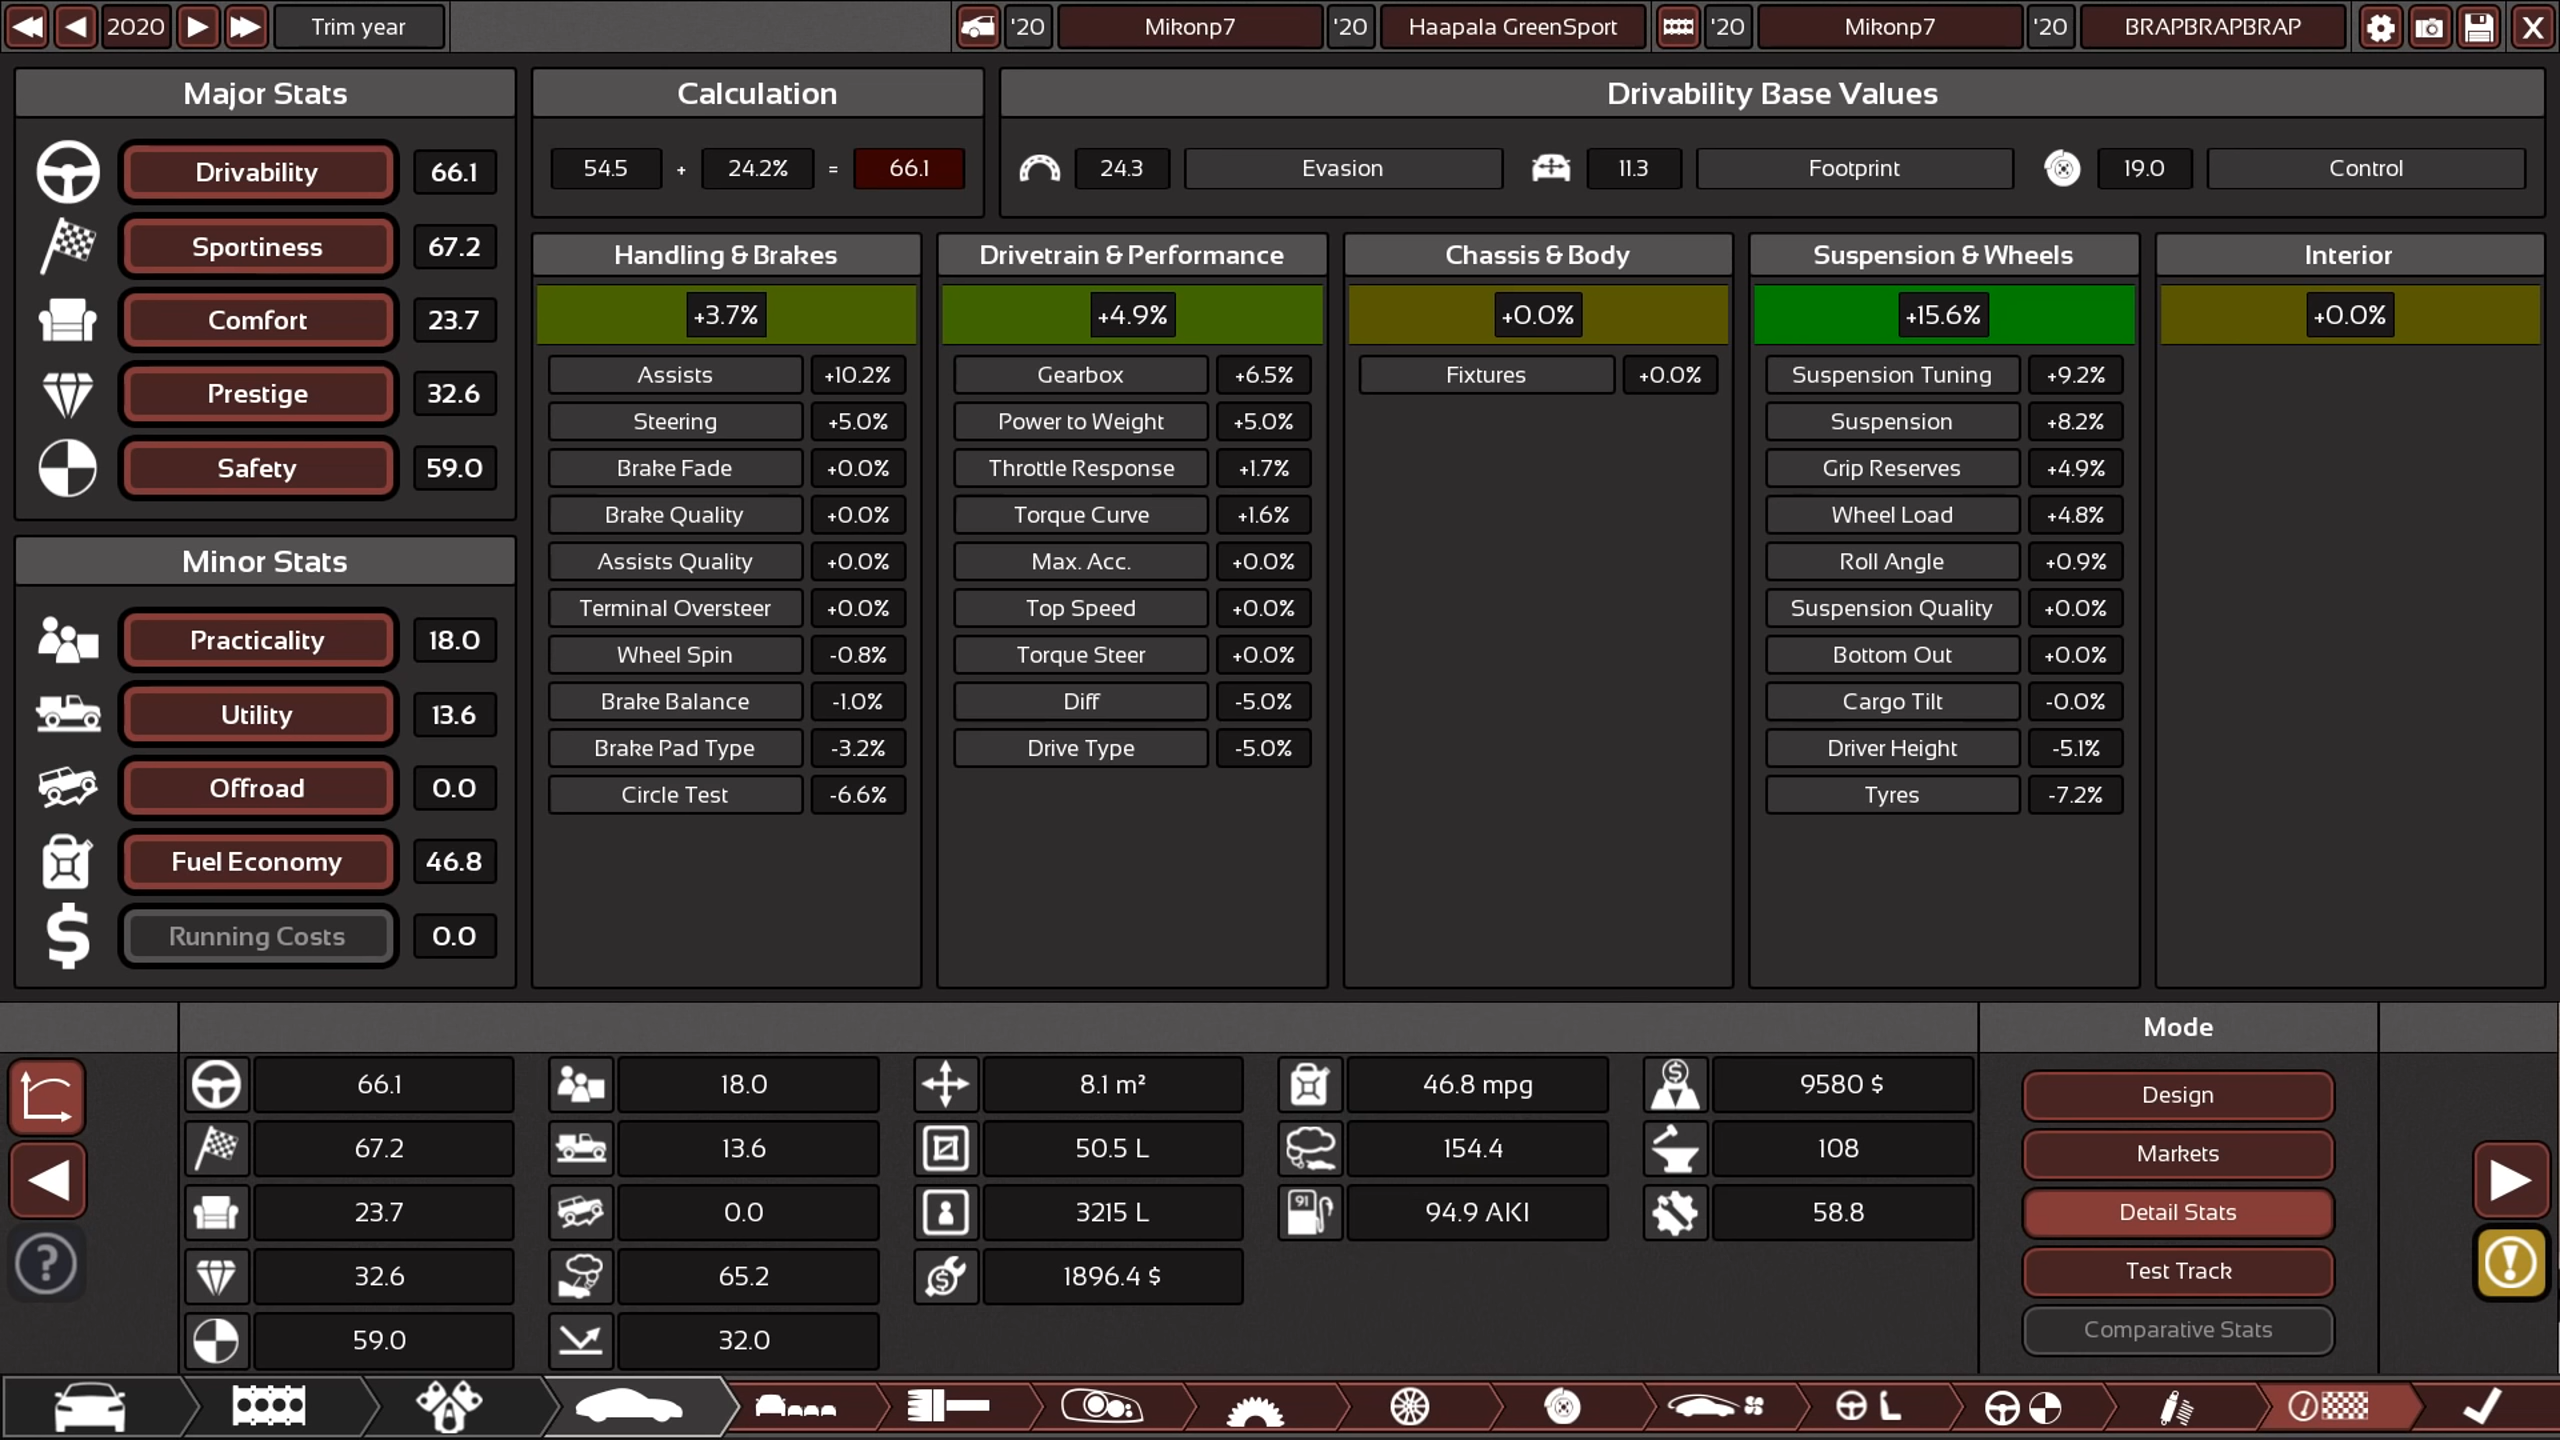 2020 Trim year '20 Mikonp7 '20 Haapala GreenSport '20 Mikonp7 '20 BRAPBRAPBRAP X
Major Stats
Drivability 66.1
Sportiness 67.2
Comfort 23.7
Prestige 32.6
Safety 59.0
Minor Stats
Practicality 18.0
Utility 13.6
Offroad 0.0
Fuel Economy 46.8
$ Running Costs 0.0
Calculation
54.5 + 24.2% = 66.1
Drivability Base Values
24.3 Evasion 11.3 Footprint 19.0 Control
Handling & Brakes
+3.7%
Assists +10.2%
Steering +5.0%
Brake Fade +0.0%
Brake Quality +0.0%
Assists Quality +0.0%
Terminal Oversteer +0.0%
Wheel Spin -0.8%
Brake Balance -1.0%
Brake Pad Type -3.2%
Circle Test -6.6%
Drivetrain & Performance
+4.9%
Gearbox +6.5%
Power to Weight +5.0%
Throttle Response +1.7%
Torque Curve +1.6%
Max. Acc. +0.0%
Top Speed +0.0%
Torque Steer +0.0%
Diff -5.0%
Drive Type -5.0%
Chassis & Body
+0.0%
Fixtures +0.0%
Suspension & Wheels
+15.6%
Suspension Tuning +9.2%
Suspension +8.2%
Grip Reserves +4.9%
Wheel Load +4.8%
Roll Angle +0.9%
Suspension Quality +0.0%
Bottom Out +0.0%
Cargo Tilt -0.0%
Driver Height -5.1%
Tyres -7.2%
Interior
+0.0%
66.1 18.0 8.1 m² 46.8 mpg $ 9580 $
67.2 13.6 50.5 L 154.4 108
23.7 0.0 3215 L 91 94.9 AKI 58.8
32.6 65.2 $ 1896.4 $
59.0 32.0
?
Mode
Design
Markets
Detail Stats
Test Track
Comparative Stats
!